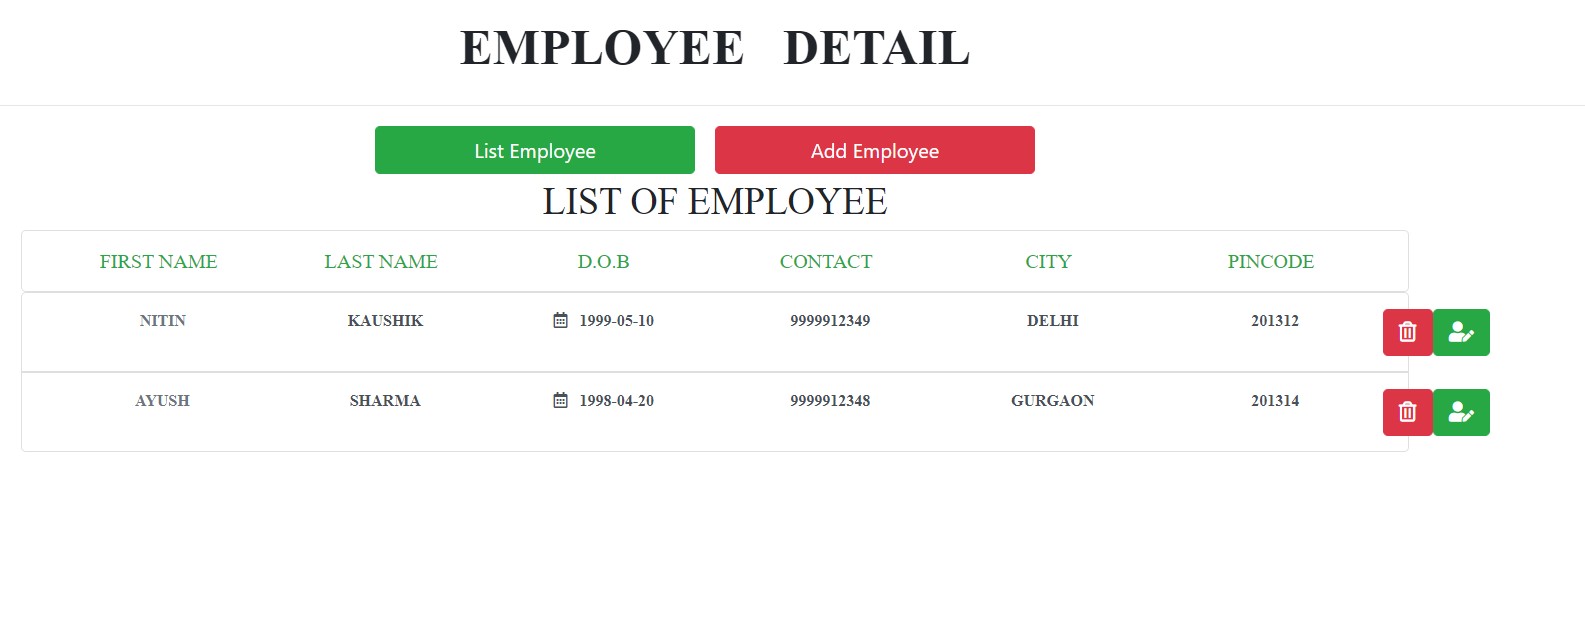 EMPLOYEE DETAIL
List Employee Add Employee
LIST OF EMPLOYEE
FIRST NAME LAST NAME D.O.B CONTACT CITY PINCODE
NITIN KAUSHIK 1999-05-10 9999912349 DELHI 201312
AYUSH SHARMA 1998-04-20 9999912348 GURGAON 201314